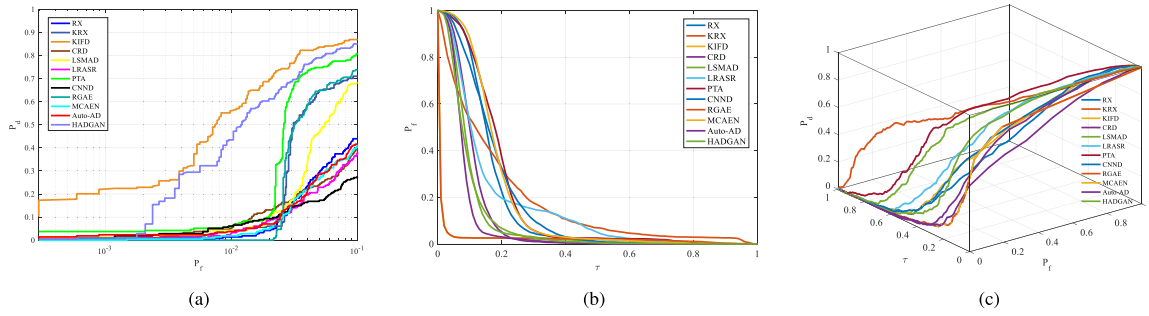 1
0.9
0.8
0.7
0.6
0.5
0.4
0.3
0.2
0.1
0
P_d
RX
KRX
KIFD
CRD
LSMAD
LRASR
PTA
CNND
RGAE
MCAEN
Auto-AD
HADGAN
10^-3
10^-2
10^-1
P_f
(a)
1
0.8
0.6
0.4
0.2
0
P_f
RX
KRX
KIFD
CRD
LSMAD
LRASR
PTA
CNND
RGAE
MCAEN
Auto-AD
HADGAN
0 0.2 0.4 0.6 0.8 1
τ
(b)
1
0.8
0.6
0.4
0.2
0
P_d
RX
KRX
KIFD
CRD
LSMAD
LRASR
PTA
CNND
RGAE
MCAEN
Auto-AD
HADGAN
1
0.8
0.6
0.4
0.2
0
τ
0
0.2
0.4
0.6
0.8
P_f
(c)